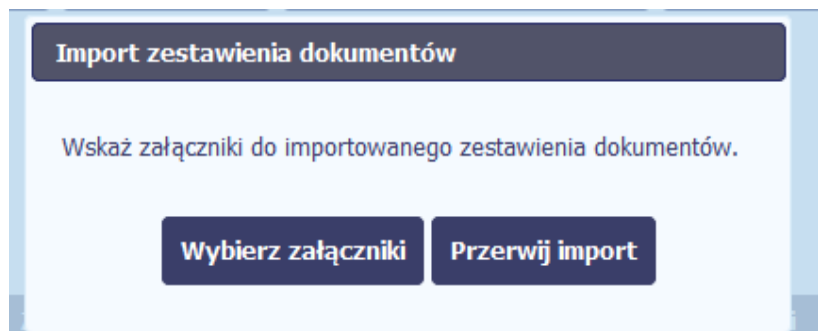 Import zestawienia dokumentów
Wskaż załączniki do importowanego zestawienia dokumentów.
Wybierz załączniki
Przerwij import